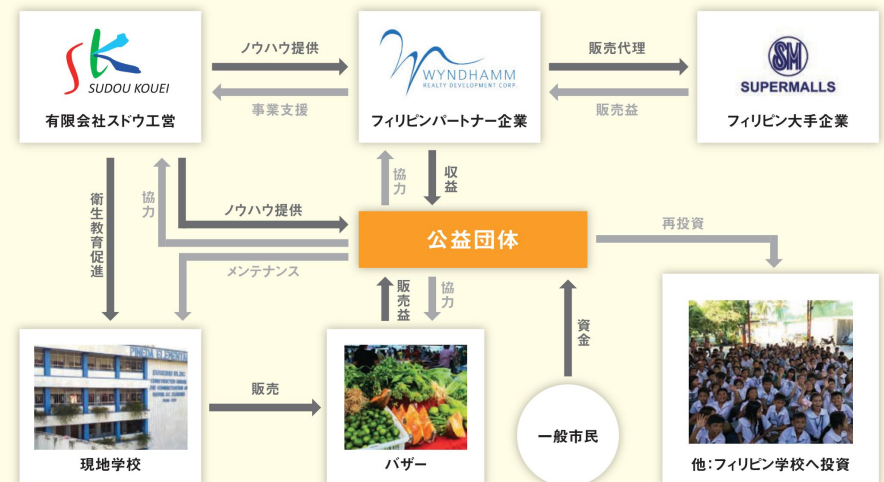 SK
SUDOU KOUEI
有限会社スドウ工営
ノウハウ提供
事業支援
WYNDHAMM
REALTY DEVELOPMENT CORP.
フィリピンパートナー企業
販売代理
販売益
SM
SUPERMALLS
フィリピン大手企業
衛生教育促進
協力
ノウハウ提供
メンテナンス
協力
収益
公益団体
再投資
販売益
協力
資金
PINEDA ELEMENTA
現地学校
販売
バザー
一般市民
他:フィリピン学校へ投資